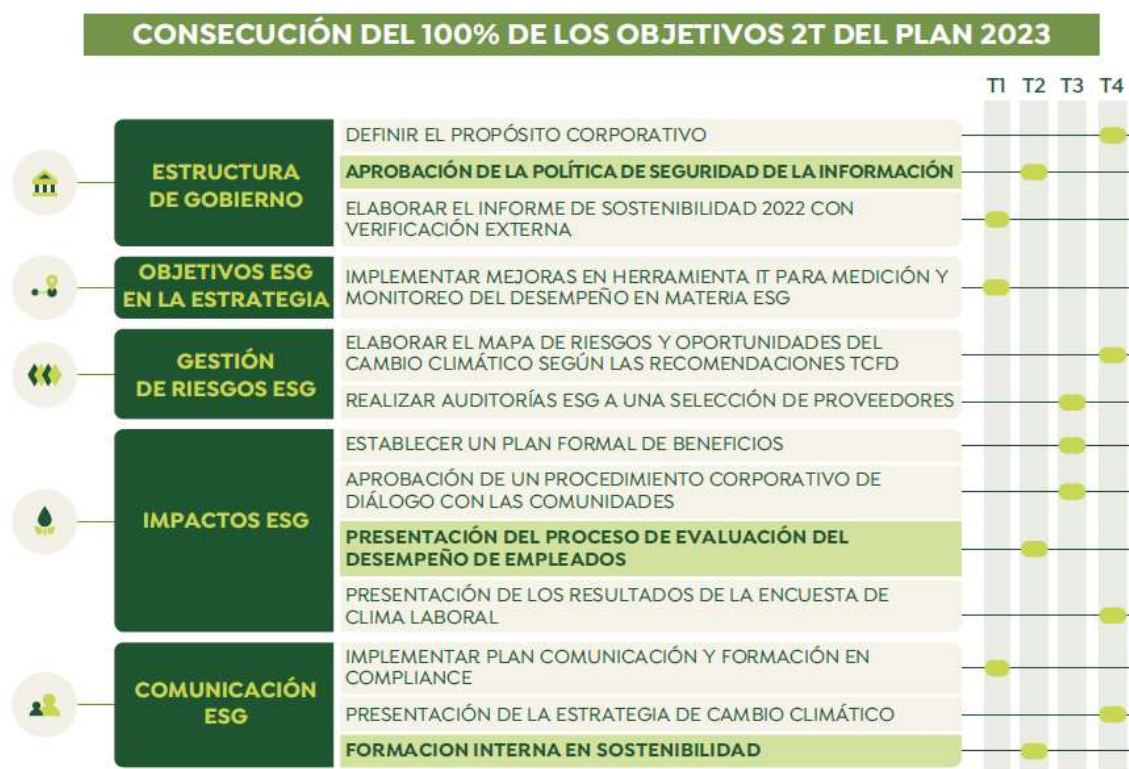 CONSECUCIÓN DEL 100% DE LOS OBJETIVOS 2T DEL PLAN 2023
T1 T2 T3 T4
ESTRUCTURA
DE GOBIERNO
DEFINIR EL PROPÓSITO CORPORATIVO
APROBACIÓN DE LA POLÍTICA DE SEGURIDAD DE LA INFORMACIÓN
ELABORAR EL INFORME DE SOSTENIBILIDAD 2022 CON
VERIFICACIÓN EXTERNA
OBJETIVOS ESG
EN LA ESTRATEGIA
IMPLEMENTAR MEJORAS EN HERRAMIENTA IT PARA MEDICIÓN Y
MONITOREO DEL DESEMPEÑO EN MATERIA ESG
GESTIÓN
DE RIESGOS ESG
ELABORAR EL MAPA DE RIESGOS Y OPORTUNIDADES DEL
CAMBIO CLIMÁTICO SEGÚN LAS RECOMENDACIONES TCFD
REALIZAR AUDITORÍAS ESG A UNA SELECCIÓN DE PROVEEDORES
IMPACTOS ESG
ESTABLECER UN PLAN FORMAL DE BENEFICIOS
APROBACIÓN DE UN PROCEDIMIENTO CORPORATIVO DE
DIÁLOGO CON LAS COMUNIDADES
PRESENTACIÓN DEL PROCESO DE EVALUACIÓN DEL
DESEMPEÑO DE EMPLEADOS
PRESENTACIÓN DE LOS RESULTADOS DE LA ENCUESTA DE
CLIMA LABORAL
COMUNICACIÓN
ESG
IMPLEMENTAR PLAN COMUNICACIÓN Y FORMACIÓN EN
COMPLIANCE
PRESENTACIÓN DE LA ESTRATEGIA DE CAMBIO CLIMÁTICO
FORMACION INTERNA EN SOSTENIBILIDAD